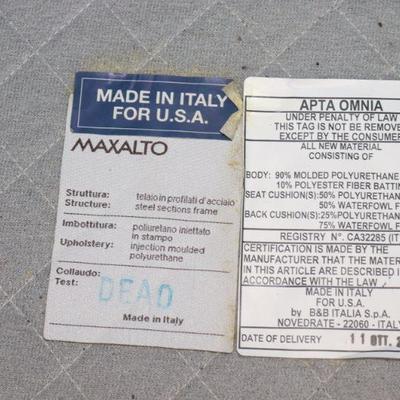 MADE IN ITALY
FOR U.S.A.
MAXALTO
Struttura: telaio in profilati d'acciaio
Structure: steel sections frame
Imbottitura: poliuretano iniettato
in stampo
Upholstery: injection moulded
polyurethane
Collaudo:
Test:
DEAD
Made in Italy
APTA OMNIA
UNDER PENALTY OF LAW
THIS TAG IS NOT BE REMOVE
EXCEPT BY THE CONSUMER
ALL NEW MATERIAL
CONSISTING OF
BODY: 90% MOLDED POLYURETHANE
10% POLYESTER FIBER BATTIN
SEAT CUSHION(S):50% POLYURETHAN
50% WATERFOWL F
BACK CUSHION(S):25%POLYURETHAN
75% WATERFOWL F
REGISTRY N°. CA32285 (IT
CERTIFICATION IS MADE BY THE
MANUFACTURER THAT THE MATER
IN THIS ARTICLE ARE DESCRIBED I
ACCORDANCE WITH THE LAW
MADE IN ITALY
FOR U.S.A.
by B&B ITALIA S.p.A.
NOVEDRATE - 22060 - ITALY
DATE OF DELIVERY 11 OTT. 2